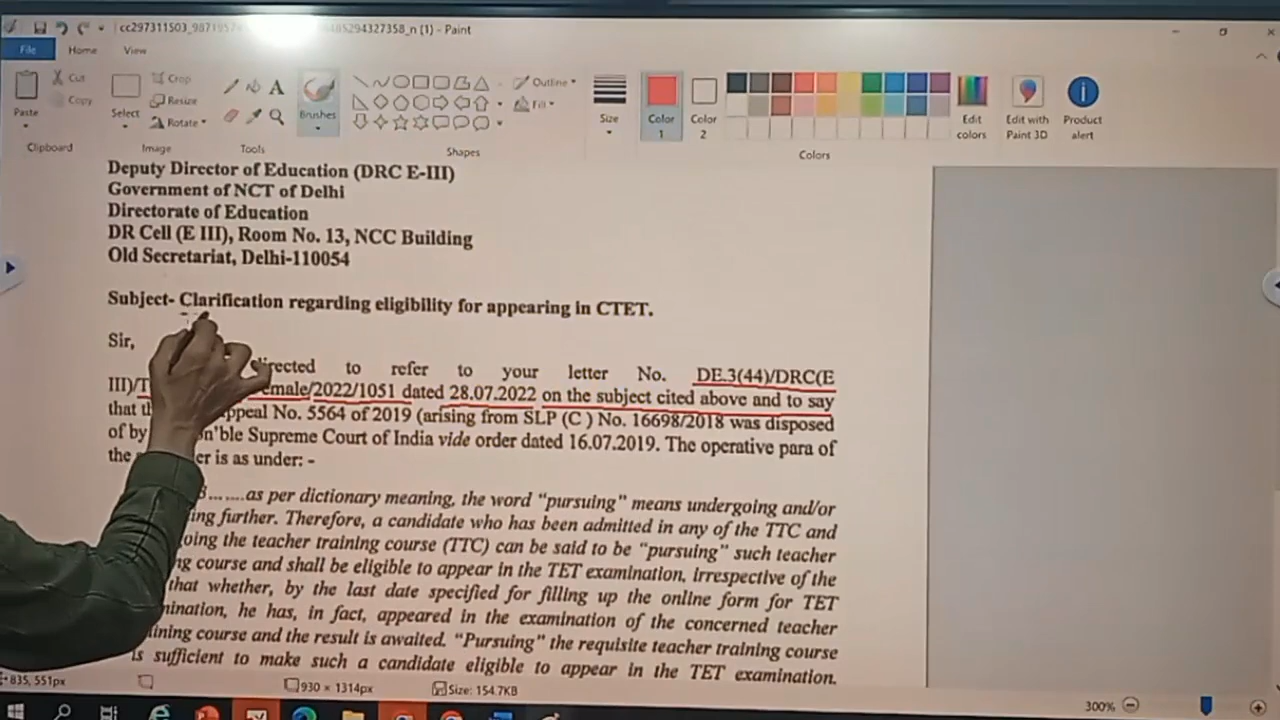 cc297311503_987195 85294327358_n (1) - Paint
File Home View
Paste
Cut
Copy
Clipboard
Select
Crop
Resize
Rotate
Image
A
Tools
Brushes
Outline
Fill
Shapes
Size
Color 1
Color 2
Edit colors
Edit with Paint 3D
Product alert
Colors
Deputy Director of Education (DRC E-III)
Government of NCT of Delhi
Directorate of Education
DR Cell (E III), Room No. 13, NCC Building
Old Secretariat, Delhi-110054
Subject- Clarification regarding eligibility for appearing in CTET.
Sir,
directed to refer to your letter No. DE.3(44)/DRC(E
III)/T emale/2022/1051 dated 28.07.2022 on the subject cited above and to say
that th ppeal No. 5564 of 2019 (arising from SLP (C ) No. 16698/2018 was disposed
of by n'ble Supreme Court of India vide order dated 16.07.2019. The operative para of
the er is as under: -
.......as per dictionary meaning, the word “pursuing” means undergoing and/or
ing further. Therefore, a candidate who has been admitted in any of the TTC and
oing the teacher training course (TTC) can be said to be “pursuing” such teacher
ng course and shall be eligible to appear in the TET examination, irrespective of the
that whether, by the last date specified for filling up the online form for TET
mination, he has, in fact, appeared in the examination of the concerned teacher
ining course and the result is awaited. “Pursuing” the requisite teacher training course
is sufficient to make such a candidate eligible to appear in the TET examination.
835, 551px
930 × 1314px
Size: 154.7KB
300%